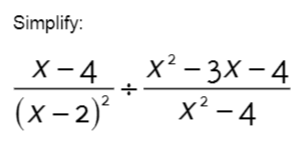 Simplify:
x - 4 / (x - 2)² ÷ x² - 3x - 4 / x² - 4